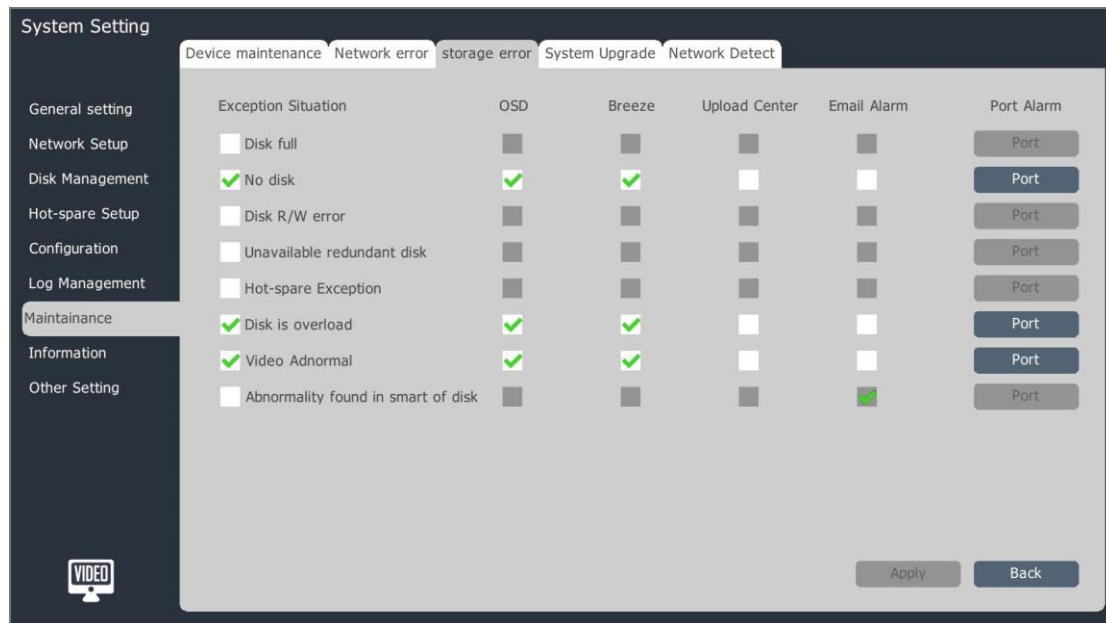 System Setting
Device maintenance Network error storage error System Upgrade Network Detect
General setting
Network Setup
Disk Management
Hot-spare Setup
Configuration
Log Management
Maintainance
Information
Other Setting
Exception Situation OSD Breeze Upload Center Email Alarm Port Alarm
Disk full Port
No disk Port
Disk R/W error Port
Unavailable redundant disk Port
Hot-spare Exception Port
Disk is overload Port
Video Adnormal Port
Abnormality found in smart of disk Port
VIDEO
Apply Back